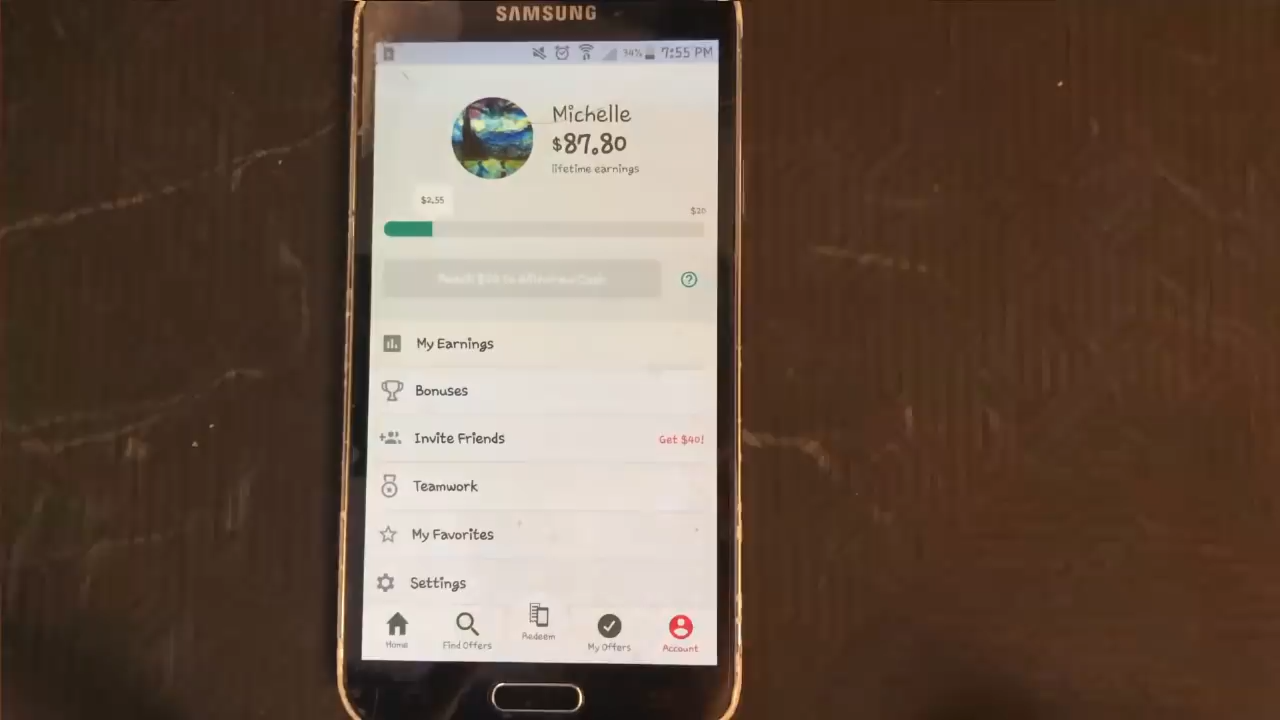 SAMSUNG
34% 7:55 PM
Michelle
$87.80
lifetime earnings
$2.55
$20
My Earnings
Bonuses
Invite Friends Get $40!
Teamwork
My Favorites
Settings
Home Find Offers Redeem My Offers Account